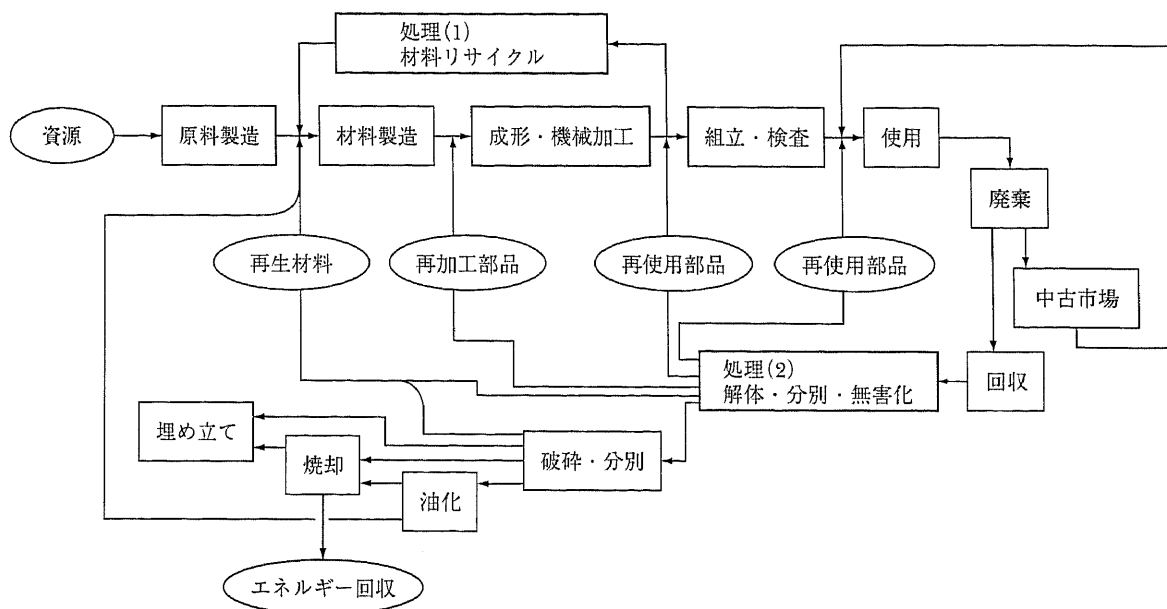 処理(1)
材料リサイクル
資源
原料製造
材料製造
成形・機械加工
組立・検査
使用
廃棄
再生材料
再加工部品
再使用部品
再使用部品
中古市場
処理(2)
解体・分別・無害化
回収
埋め立て
焼却
破砕・分別
油化
エネルギー回収